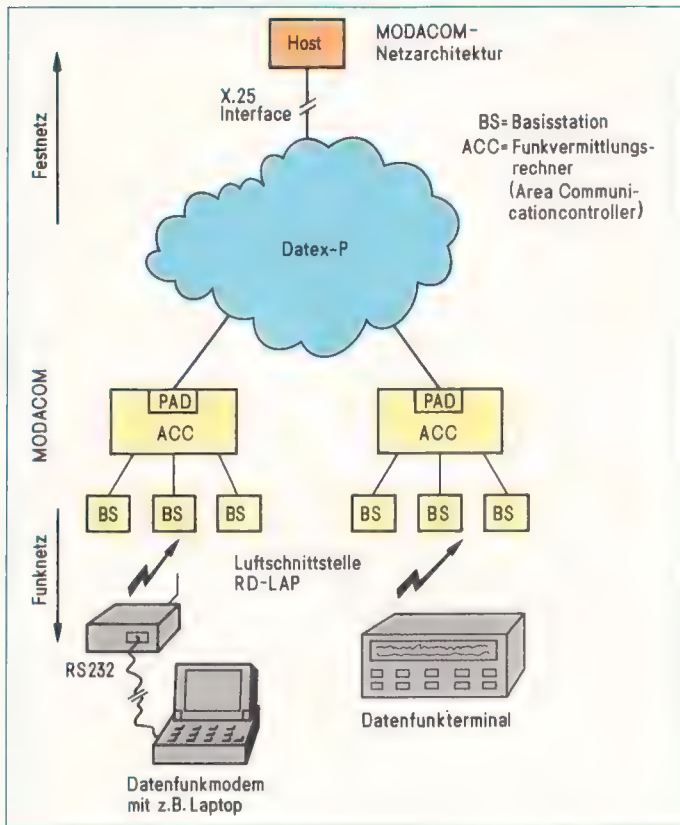 Host
MODACOM-
Netzarchitektur
X.25
Interface
BS= Basisstation
ACC= Funkvermittlungs-
rechner
(Area Communi-
cationcontroller)
Festnetz
Datex-P
MODACOM
PAD
ACC
PAD
ACC
BS
BS
BS
BS
BS
BS
Funknetz
Luftschnittstelle
RD-LAP
RS232
Datenfunkterminal
Datenfunkmodem
mit z.B. Laptop